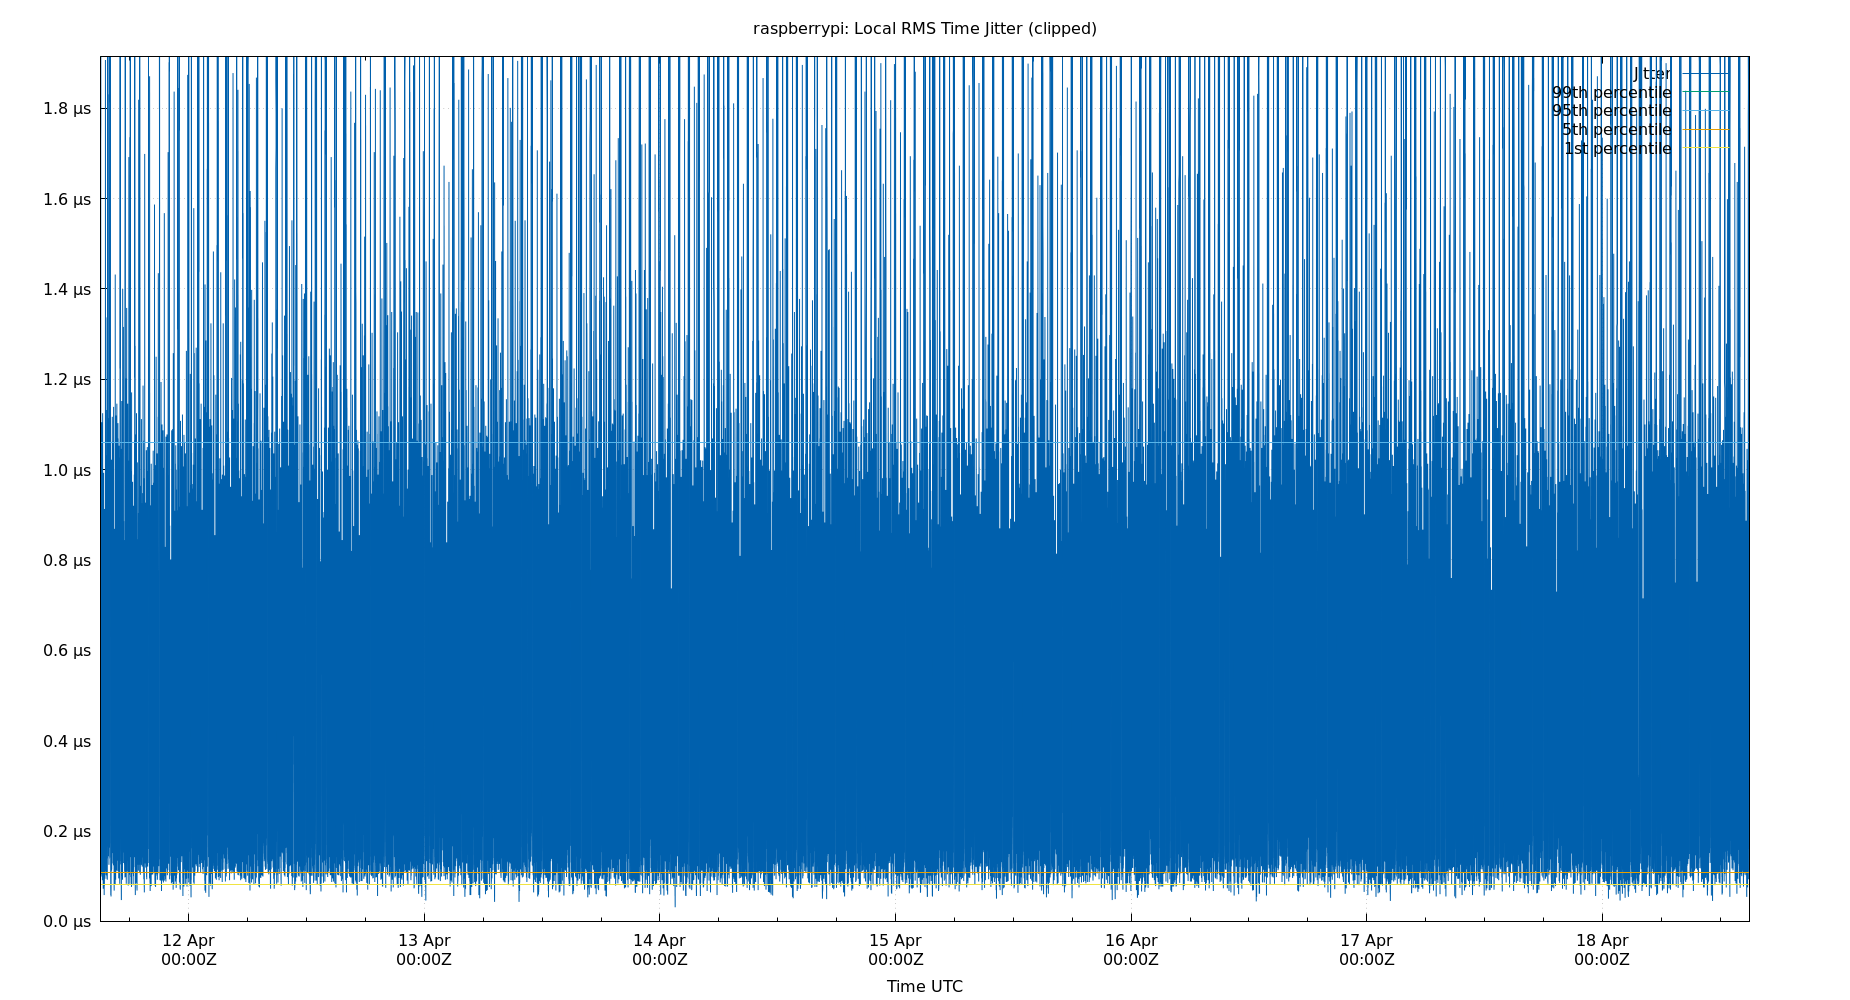 raspberrypi: Local RMS Time Jitter (clipped)
Jitter
99th percentile
95th percentile
5th percentile
1st percentile
1.8 µs
1.6 µs
1.4 µs
1.2 µs
1.0 µs
0.8 µs
0.6 µs
0.4 µs
0.2 µs
0.0 µs
12 Apr 13 Apr 14 Apr 15 Apr 16 Apr 17 Apr 18 Apr
00:00Z 00:00Z 00:00Z 00:00Z 00:00Z 00:00Z 00:00Z
Time UTC